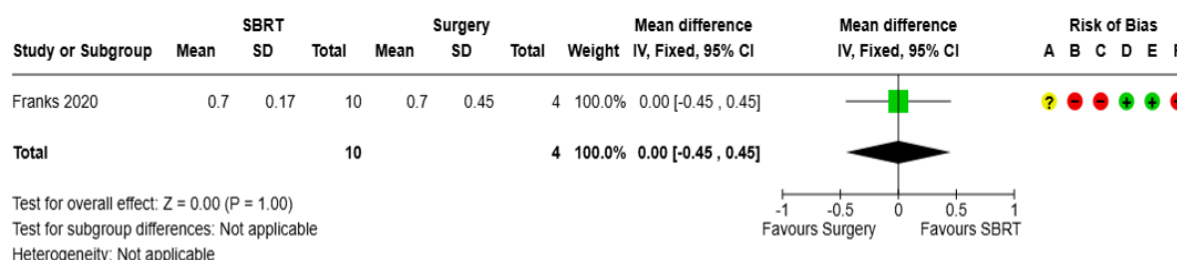 SBRT Surgery Mean difference Mean difference Risk of Bias
Study or Subgroup Mean SD Total Mean SD Total Weight IV, Fixed, 95% CI IV, Fixed, 95% CI A B C D E F
Franks 2020 0.7 0.17 10 0.7 0.45 4 100.0% 0.00 [-0.45 , 0.45] ? − − + + −
Total 10 4 100.0% 0.00 [-0.45 , 0.45]
Test for overall effect: Z = 0.00 (P = 1.00)
Test for subgroup differences: Not applicable
Heterogeneity: Not applicable
-1 -0.5 0 0.5 1
Favours Surgery Favours SBRT